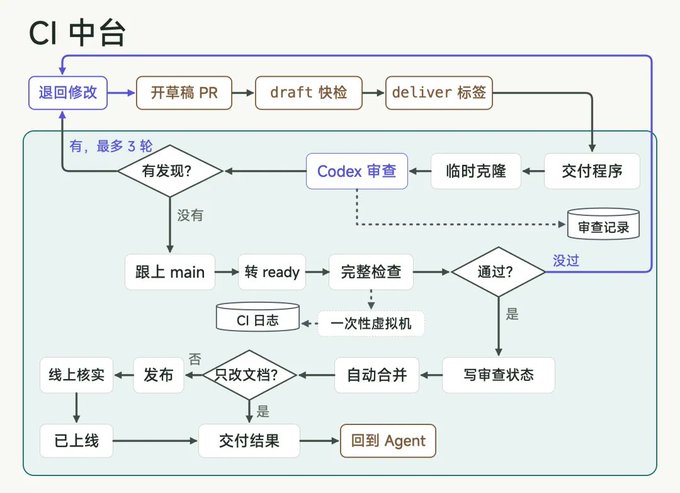 CI 中台
退回修改
开草稿 PR
draft 快检
deliver 标签
有，最多 3 轮
有发现？
Codex 审查
临时克隆
交付程序
没有
审查记录
跟上 main
转 ready
完整检查
通过？
没过
CI 日志
一次性虚拟机
是
线上核实
发布
否
只改文档？
自动合并
写审查状态
是
已上线
交付结果
回到 Agent